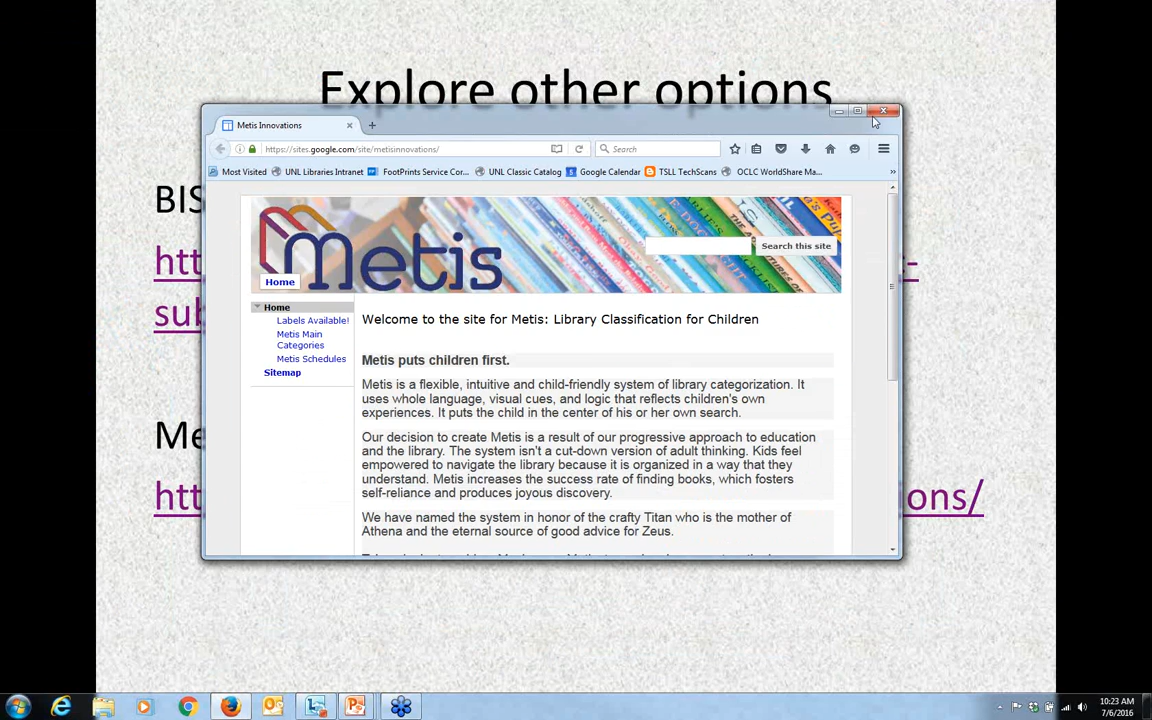 Explore other options
Metis Innovations
https://sites.google.com/site/metisinnovations/
Search
Most Visited
UNL Libraries Intranet
FootPrints Service Cor...
UNL Classic Catalog
Google Calendar
TSLL TechScans
OCLC WorldShare Ma...
BIS
Metis
Search this site
Home
htt
-
sub
Home
Labels Available!
Metis Main
Categories
Metis Schedules
Sitemap
Welcome to the site for Metis: Library Classification for Children
Metis puts children first.
Metis is a flexible, intuitive and child-friendly system of library categorization. It
uses whole language, visual cues, and logic that reflects children's own
experiences. It puts the child in the center of his or her own search.
Our decision to create Metis is a result of our progressive approach to education
and the library. The system isn't a cut-down version of adult thinking. Kids feel
empowered to navigate the library because it is organized in a way that they
understand. Metis increases the success rate of finding books, which fosters
self-reliance and produces joyous discovery.
We have named the system in honor of the crafty Titan who is the mother of
Athena and the eternal source of good advice for Zeus.
Me
htt
ons/
10:23 AM
7/6/2016